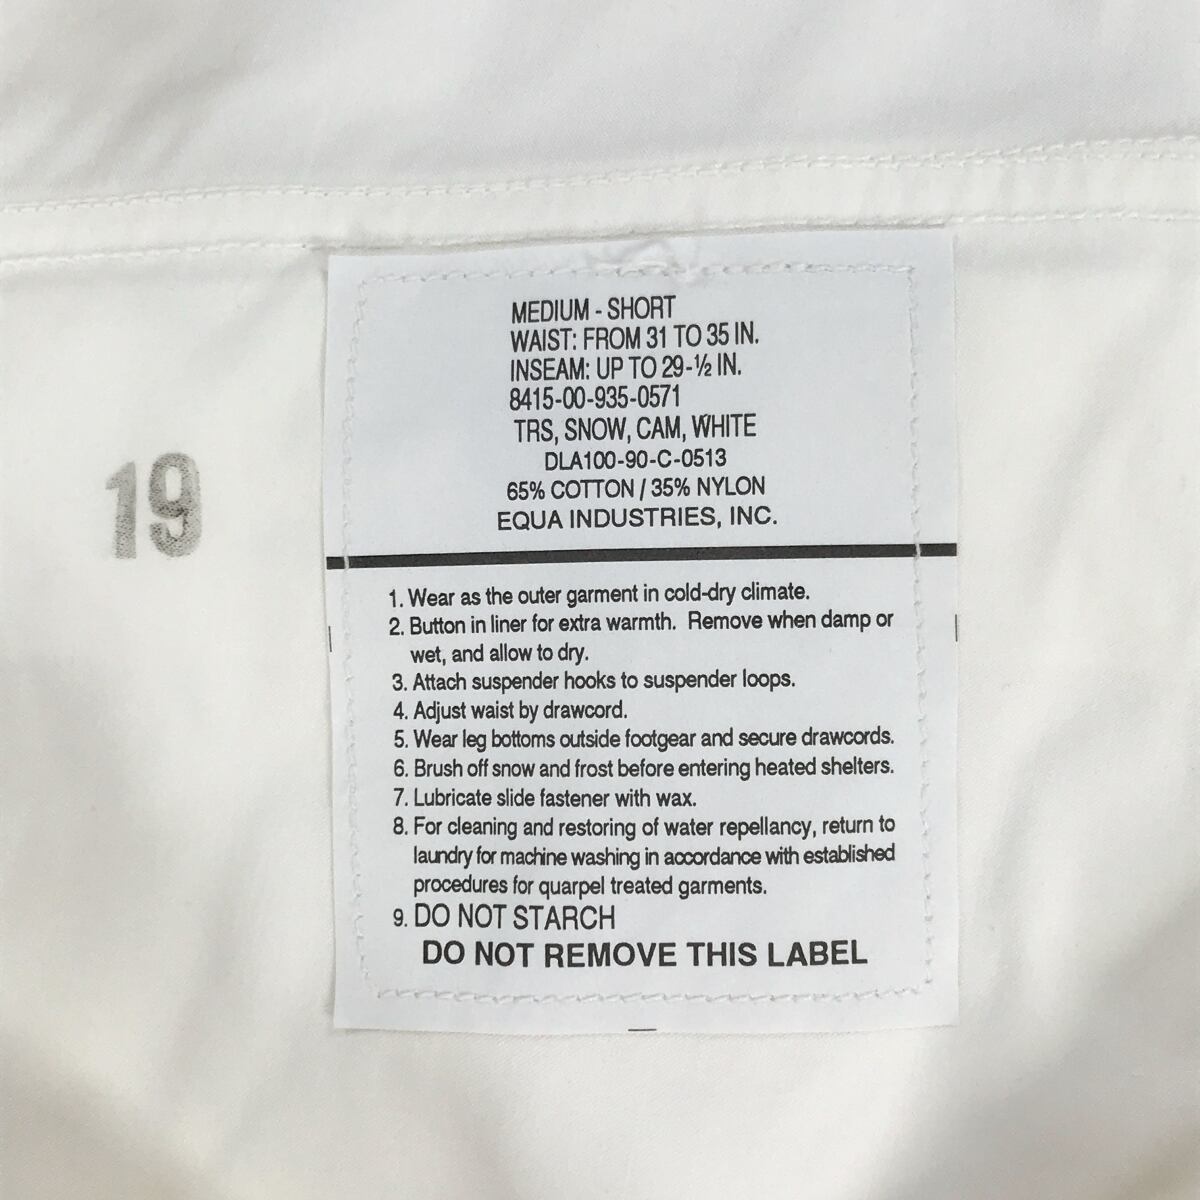 MEDIUM - SHORT
WAIST: FROM 31 TO 35 IN.
INSEAM: UP TO 29-½ IN.
8415-00-935-0571
TRS, SNOW, CAM, WHITE
DLA100-90-C-0513
65% COTTON / 35% NYLON
EQUA INDUSTRIES, INC.
19
1. Wear as the outer garment in cold-dry climate.
2. Button in liner for extra warmth. Remove when damp or
wet, and allow to dry.
3. Attach suspender hooks to suspender loops.
4. Adjust waist by drawcord.
5. Wear leg bottoms outside footgear and secure drawcords.
6. Brush off snow and frost before entering heated shelters.
7. Lubricate slide fastener with wax.
8. For cleaning and restoring of water repellancy, return to
laundry for machine washing in accordance with established
procedures for quarpel treated garments.
9. DO NOT STARCH
DO NOT REMOVE THIS LABEL